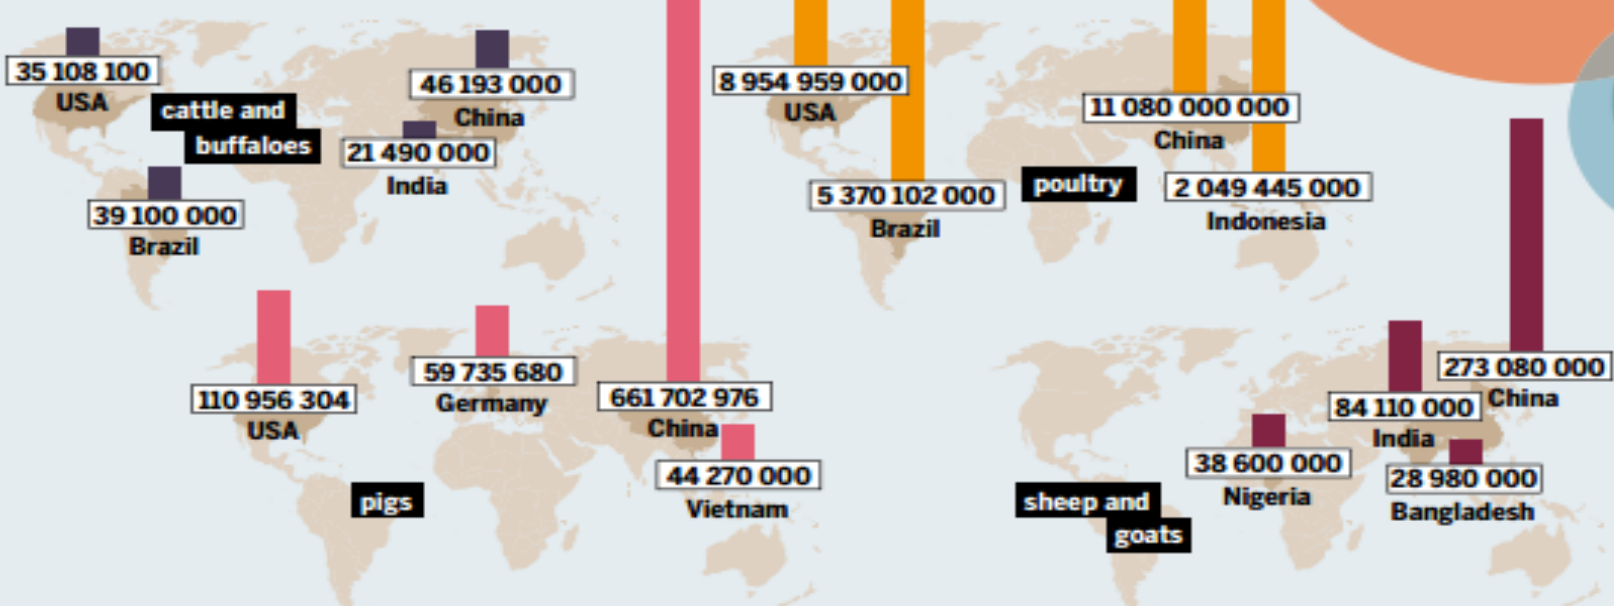 35 108 100
USA
cattle and
buffaloes
46 193 000
China
21 490 000
India
39 100 000
Brazil
8 954 959 000
USA
5 370 102 000
Brazil
poultry
11 080 000 000
China
2 049 445 000
Indonesia
110 956 304
USA
59 735 680
Germany
661 702 976
China
44 270 000
Vietnam
pigs
273 080 000
China
84 110 000
India
38 600 000
Nigeria
28 980 000
Bangladesh
sheep and
goats